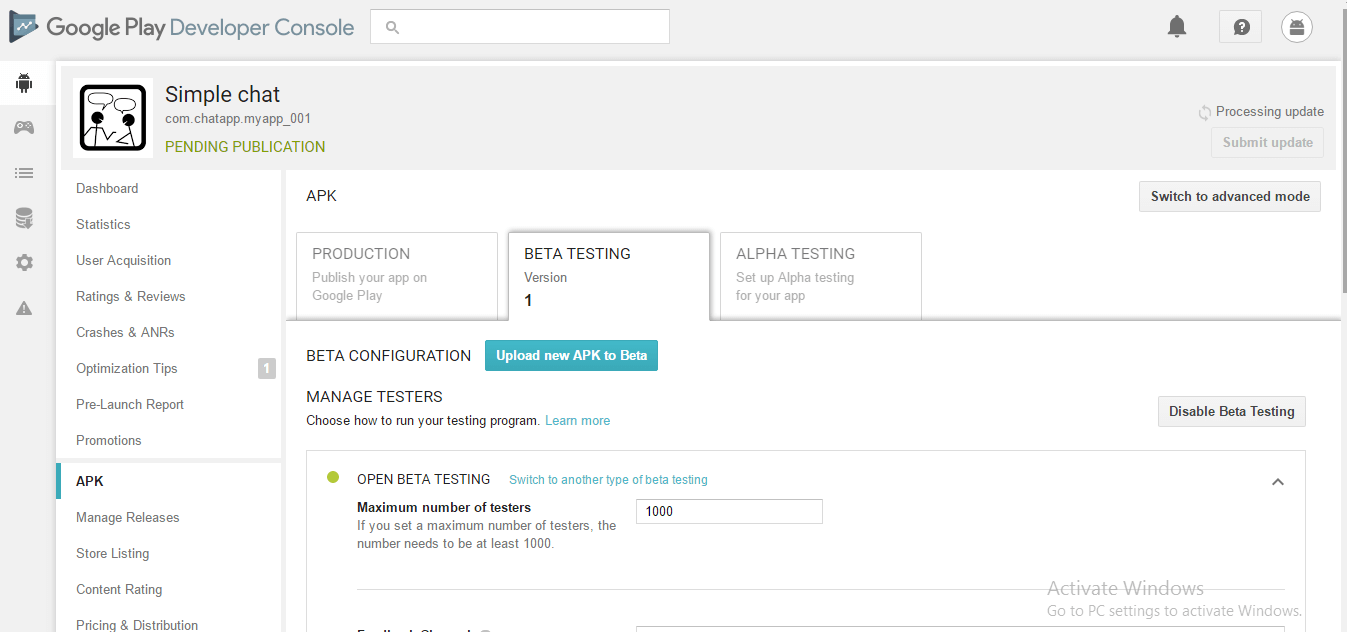 Google Play Developer Console
Simple chat
com.chatapp.myapp_001
PENDING PUBLICATION
Processing update
Submit update
Dashboard
Statistics
User Acquisition
Ratings & Reviews
Crashes & ANRs
Optimization Tips 1
Pre-Launch Report
Promotions
APK
Manage Releases
Store Listing
Content Rating
Pricing & Distribution
APK
Switch to advanced mode
PRODUCTION
Publish your app on
Google Play
BETA TESTING
Version
1
ALPHA TESTING
Set up Alpha testing
for your app
BETA CONFIGURATION
Upload new APK to Beta
MANAGE TESTERS
Choose how to run your testing program. Learn more
Disable Beta Testing
OPEN BETA TESTING Switch to another type of beta testing
Maximum number of testers
1000
If you set a maximum number of testers, the
number needs to be at least 1000.
Activate Windows
Go to PC settings to activate Windows.